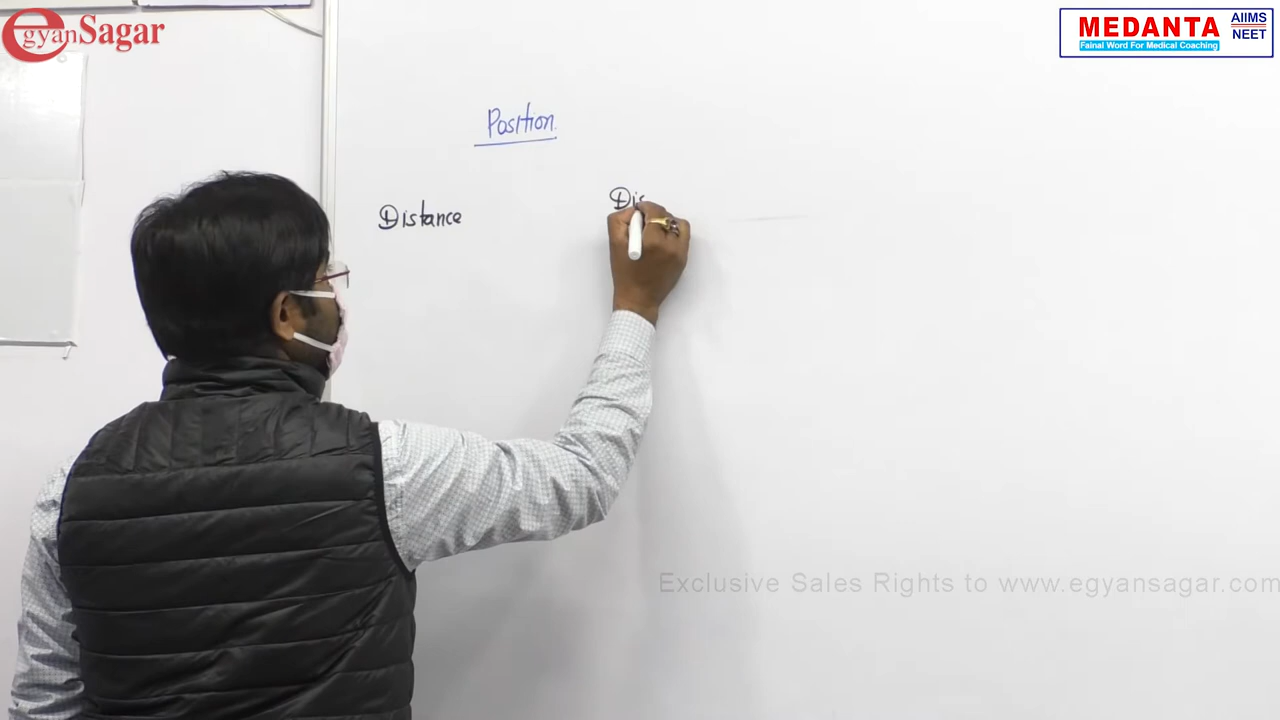 egyanSagar
MEDANTA AIIMS
Fainal Word For Medical Coaching NEET
Position
Dis
Distance
Exclusive Sales Rights to www.egyansagar.com